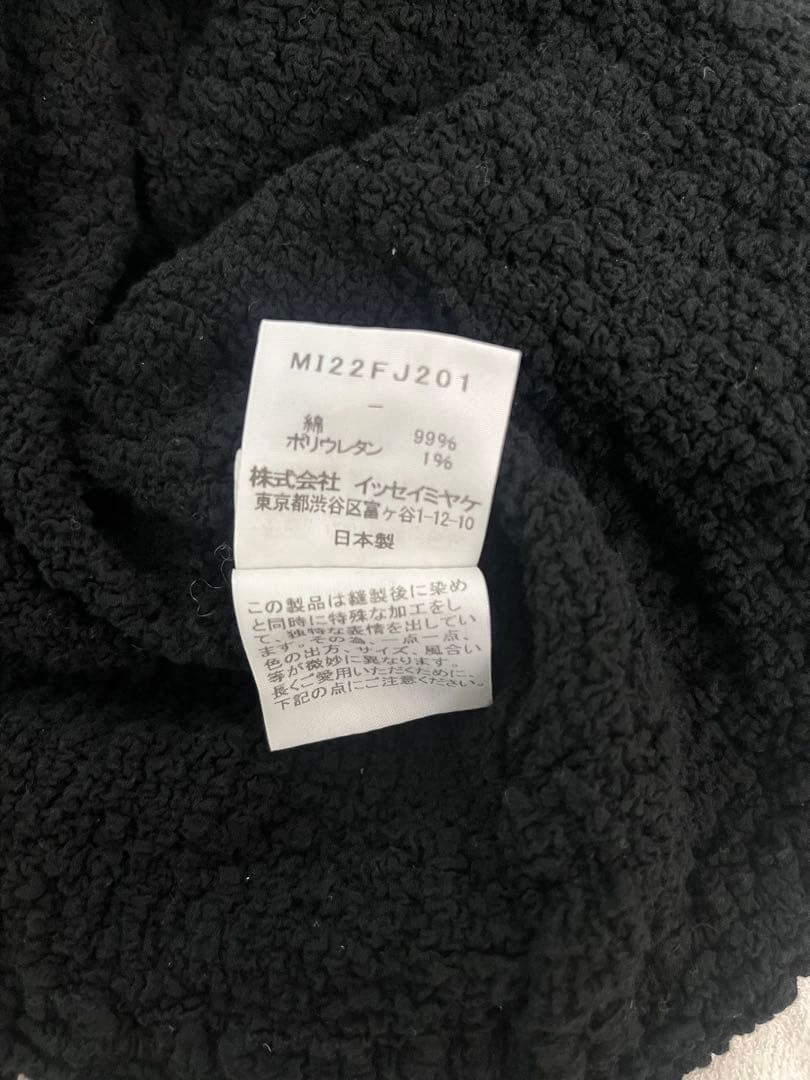 MI22FJ201
－
綿 99%
ポリウレタン 1%
株式会社 イッセイミヤケ
東京都渋谷区富ヶ谷1-12-10
日本製
この製品は縫製後に染め
と同時に特殊な加工をし
て、独特な表情を出してい
ます。その為、一点一点、
色の出方、サイズ、風合い
等が微妙に異なります。
長くご愛用いただくために、
下記の点にご注意ください。